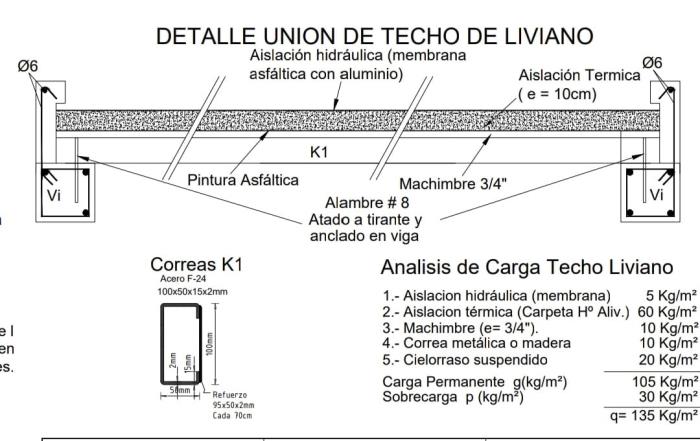 DETALLE UNION DE TECHO DE LIVIANO
Aislación hidráulica (membrana
asfáltica con aluminio)
Ø6
Ø6
Aislación Termica
( e = 10cm)
K1
Pintura Asfáltica
Machimbre 3/4"
Vi
Vi
Alambre # 8
Atado a tirante y
anclado en viga
Correas K1
Acero F-24
100x50x15x2mm
2mm
15mm
100mm
50mm
Refuerzo
95x50x2mm
Cada 70cm
e l
en
es.
Analisis de Carga Techo Liviano
1.- Aislacion hidráulica (membrana) 5 Kg/m²
2.- Aislacion térmica (Carpeta Hº Aliv.) 60 Kg/m²
3.- Machimbre (e= 3/4"). 10 Kg/m²
4.- Correa metálica o madera 10 Kg/m²
5.- Cielorraso suspendido 20 Kg/m²
Carga Permanente g(kg/m²) 105 Kg/m²
Sobrecarga p (kg/m²) 30 Kg/m²
q= 135 Kg/m²